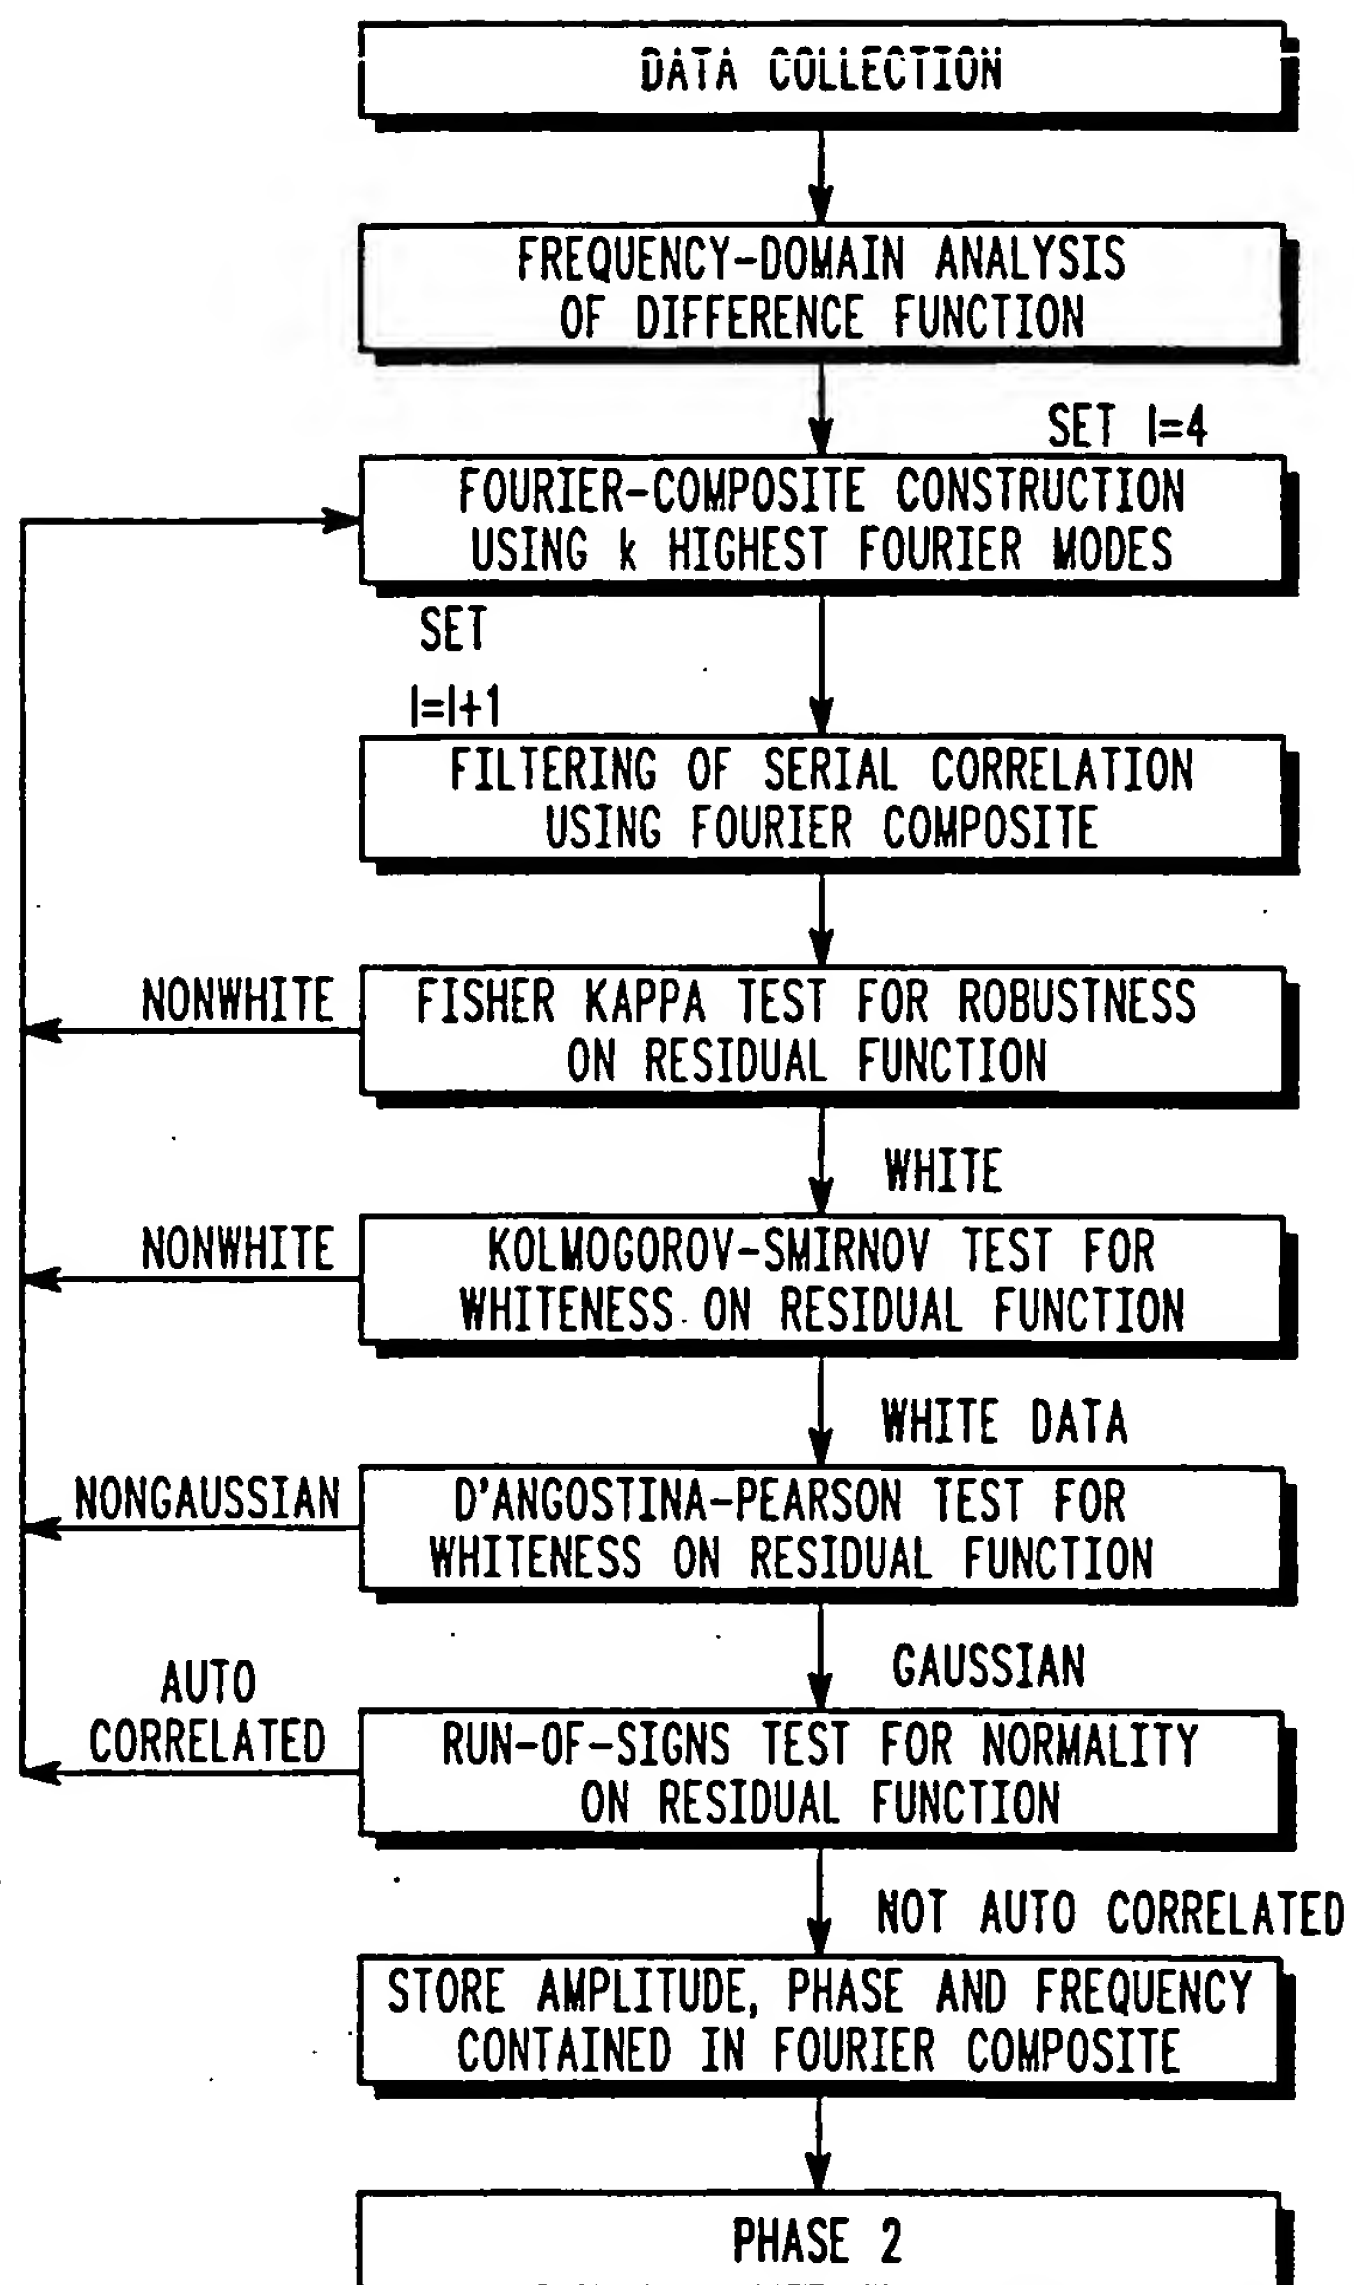 DATA COLLECTION
FREQUENCY-DOMAIN ANALYSIS
OF DIFFERENCE FUNCTION
SET I=4
FOURIER-COMPOSITE CONSTRUCTION
USING k HIGHEST FOURIER MODES
SET
I=I+1
FILTERING OF SERIAL CORRELATION
USING FOURIER COMPOSITE
NONWHITE
FISHER KAPPA TEST FOR ROBUSTNESS
ON RESIDUAL FUNCTION
WHITE
NONWHITE
KOLMOGOROV-SMIRNOV TEST FOR
WHITENESS ON RESIDUAL FUNCTION
WHITE DATA
NONGAUSSIAN
D'ANGOSTINA-PEARSON TEST FOR
WHITENESS ON RESIDUAL FUNCTION
GAUSSIAN
AUTO
CORRELATED
RUN-OF-SIGNS TEST FOR NORMALITY
ON RESIDUAL FUNCTION
NOT AUTO CORRELATED
STORE AMPLITUDE, PHASE AND FREQUENCY
CONTAINED IN FOURIER COMPOSITE
PHASE 2